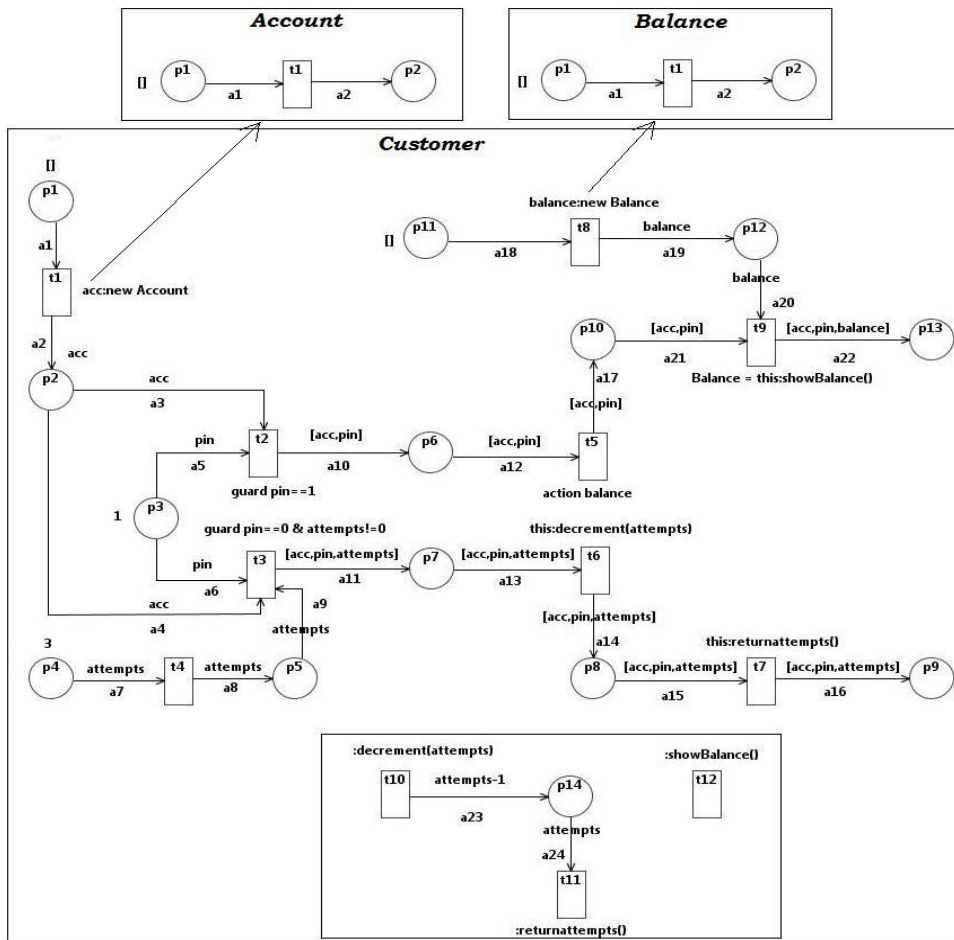 Account
p1
t1
p2
[]
a1
a2
Balance
p1
t1
p2
[]
a1
a2
Customer
[]
p1
a1
t1
acc:new Account
a2
acc
p2
acc
a3
pin
a5
t2
[acc,pin]
a10
p6
[acc,pin]
a12
t5
action balance
guard pin==1
1
p3
guard pin==0 & attempts!=0
pin
a6
t3
[acc,pin,attempts]
a11
p7
[acc,pin,attempts]
a13
this:decrement(attempts)
t6
a9
acc
a4
attempts
3
p4
attempts
a7
t4
attempts
a8
p5
[acc,pin,attempts]
a14
p8
[acc,pin,attempts]
a15
this:returnattempts()
t7
[acc,pin,attempts]
a16
p9
balance:new Balance
[]
p11
a18
t8
balance
a19
p12
balance
a20
p10
[acc,pin]
a21
t9
[acc,pin,balance]
a22
p13
a17
[acc,pin]
Balance = this:showBalance()
:decrement(attempts)
t10
attempts-1
a23
p14
attempts
a24
t11
:returnattempts()
:showBalance()
t12